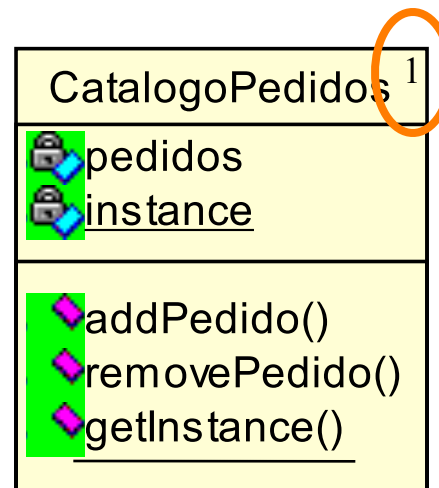 CatalogoPedidos 1
pedidos
instance
addPedido()
removePedido()
getInstance()